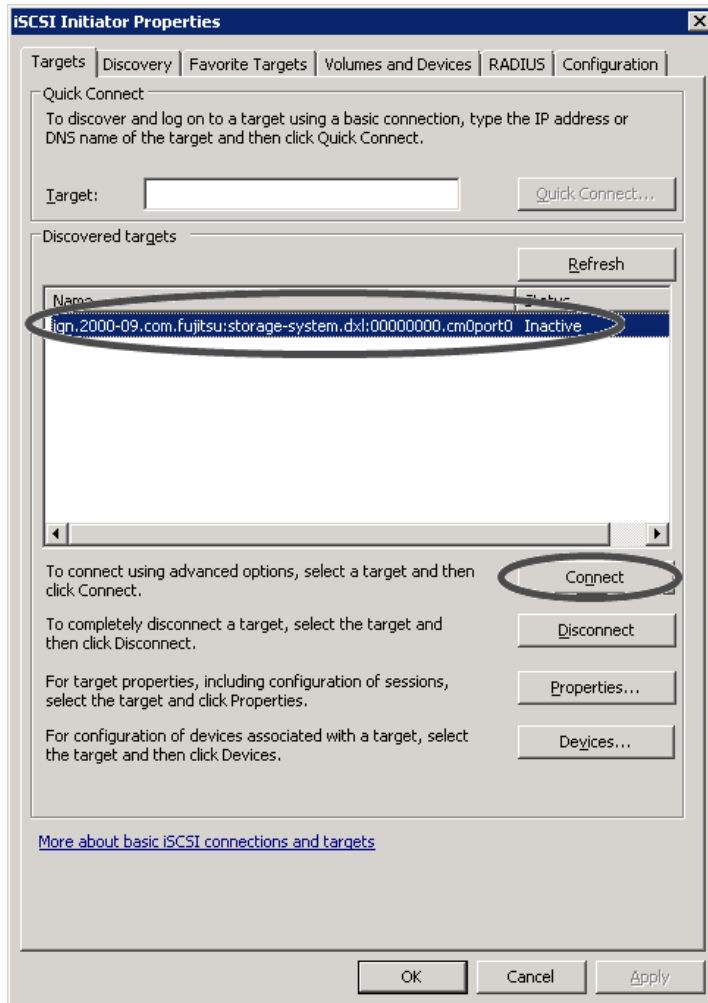 iSCSI Initiator Properties
Targets Discovery Favorite Targets Volumes and Devices RADIUS Configuration
Quick Connect
To discover and log on to a target using a basic connection, type the IP address or
DNS name of the target and then click Quick Connect.
Target:
Quick Connect...
Discovered targets
Refresh
Name Status
iqn.2000-09.com.fujitsu:storage-system.dxl:00000000.cm0port0 Inactive
To connect using advanced options, select a target and then
click Connect.
Connect
To completely disconnect a target, select the target and
then click Disconnect.
Disconnect
For target properties, including configuration of sessions,
select the target and click Properties.
Properties...
For configuration of devices associated with a target, select
the target and then click Devices.
Devices...
More about basic iSCSI connections and targets
OK Cancel Apply